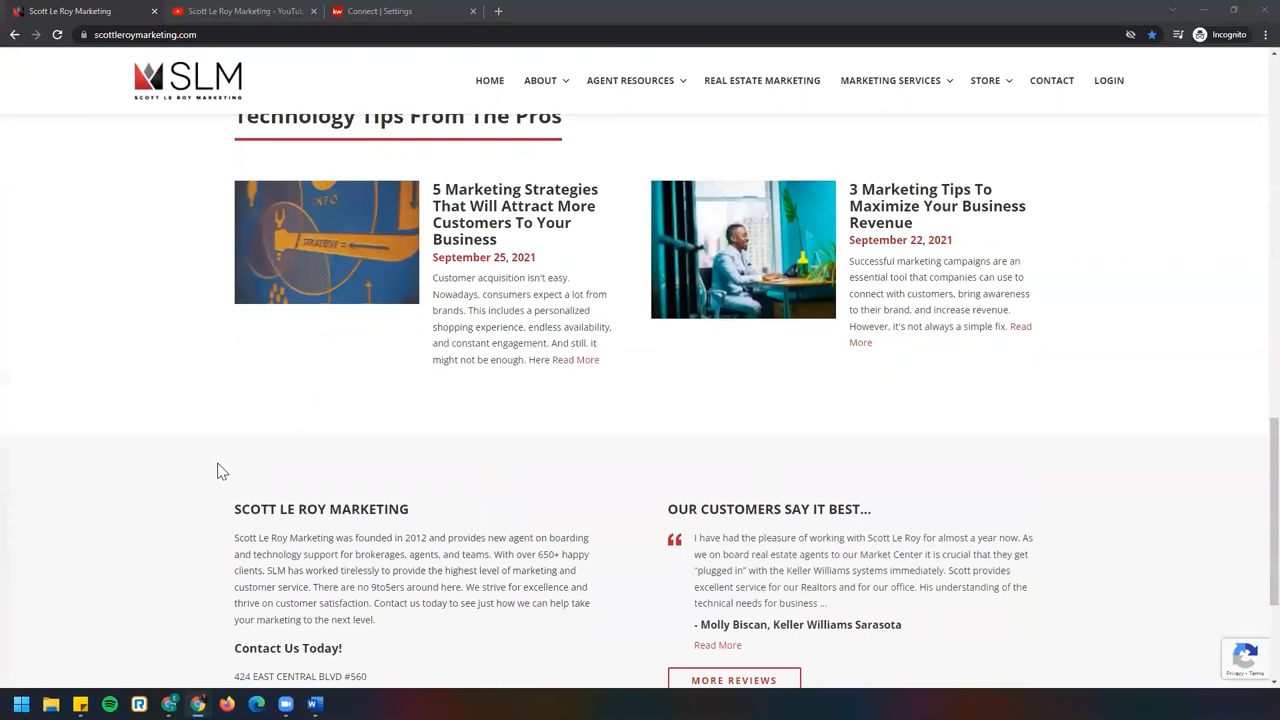 Scott Le Roy Marketing
Scott Le Roy Marketing - YouTube
kw Connect | Settings
scottleroymarketing.com
Incognito
SLM
SCOTT LE ROY MARKETING
HOME ABOUT AGENT RESOURCES REAL ESTATE MARKETING MARKETING SERVICES STORE CONTACT LOGIN
Technology Tips From The Pros
INFO
STRATEGY
5 Marketing Strategies
That Will Attract More
Customers To Your
Business
September 25, 2021
Customer acquisition isn't easy.
Nowadays, consumers expect a lot from
brands. This includes a personalized
shopping experience, endless availability,
and constant engagement. And still, it
might not be enough. Here Read More
3 Marketing Tips To
Maximize Your Business
Revenue
September 22, 2021
Successful marketing campaigns are an
essential tool that companies can use to
connect with customers, bring awareness
to their brand, and increase revenue.
However, it's not always a simple fix. Read
More
SCOTT LE ROY MARKETING
Scott Le Roy Marketing was founded in 2012 and provides new agent on boarding
and technology support for brokerages, agents, and teams. With over 650+ happy
clients, SLM has worked tirelessly to provide the highest level of marketing and
customer service. There are no 9to5ers around here. We strive for excellence and
thrive on customer satisfaction. Contact us today to see just how we can help take
your marketing to the next level.
Contact Us Today!
424 EAST CENTRAL BLVD #560
OUR CUSTOMERS SAY IT BEST...
I have had the pleasure of working with Scott Le Roy for almost a year now. As
we on board real estate agents to our Market Center it is crucial that they get
"plugged in" with the Keller Williams systems immediately. Scott provides
excellent service for our Realtors and for our office. His understanding of the
technical needs for business ...
- Molly Biscan, Keller Williams Sarasota
Read More
MORE REVIEWS
Privacy - Terms